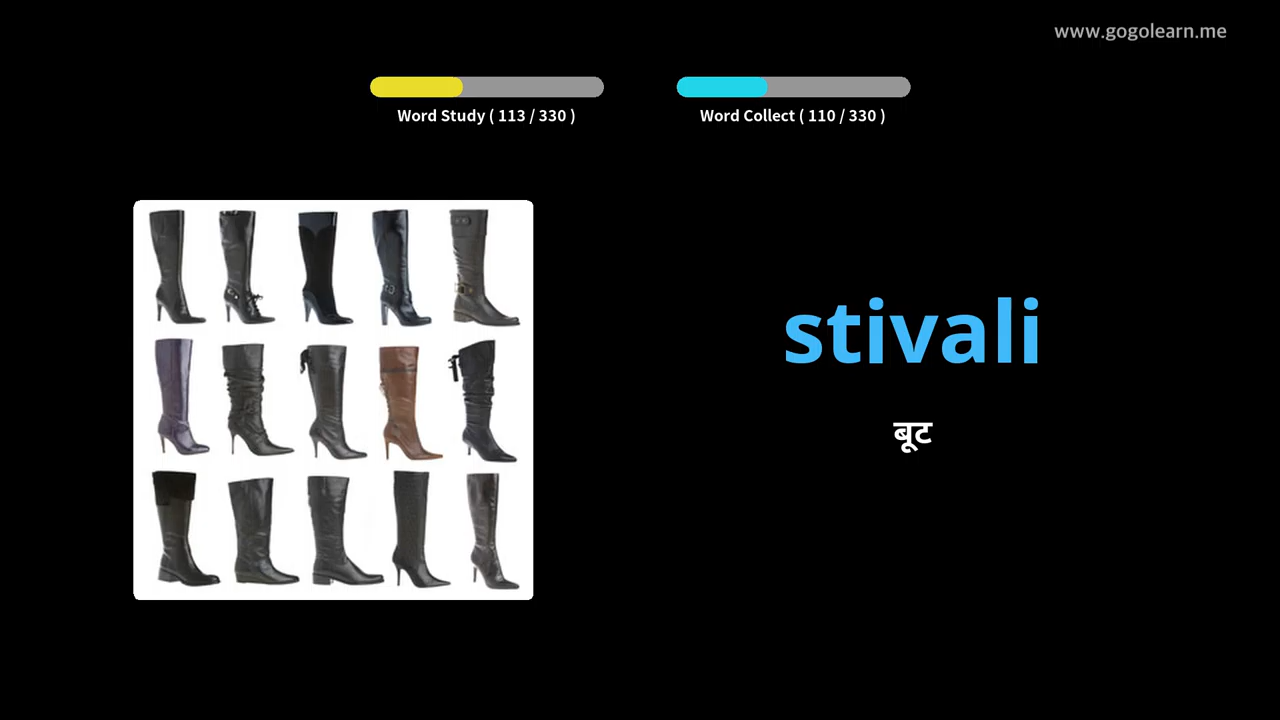 www.gogolearn.me
Word Study ( 113 / 330 )
Word Collect ( 110 / 330 )
stivali
बूट